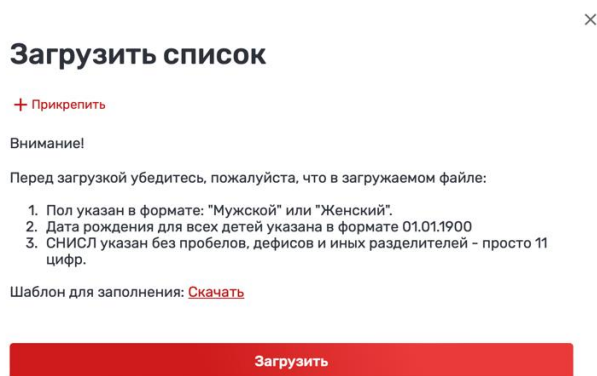 Загрузить список
+ Прикрепить
Внимание!
Перед загрузкой убедитесь, пожалуйста, что в загружаемом файле:
1. Пол указан в формате: "Мужской" или "Женский".
2. Дата рождения для всех детей указана в формате 01.01.1900
3. СНИСЛ указан без пробелов, дефисов и иных разделителей - просто 11
цифр.
Шаблон для заполнения: Скачать
Загрузить